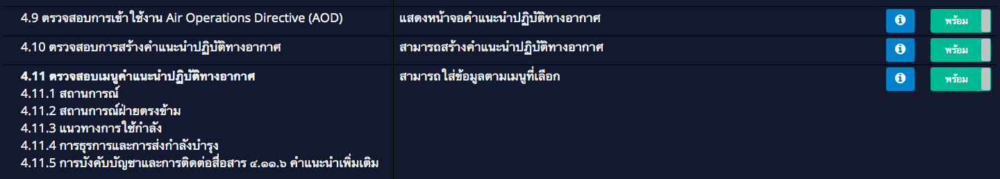 4.9 ตรวจสอบการเข้าใช้งาน Air Operations Directive (AOD)
แสดงหน้าจอคำแนะนำปฏิบัติทางอากาศ
พร้อม
4.10 ตรวจสอบการสร้างคำแนะนำปฏิบัติทางอากาศ
สามารถสร้างคำแนะนำปฏิบัติทางอากาศ
พร้อม
4.11 ตรวจสอบเมนูคำแนะนำปฏิบัติทางอากาศ
สามารถใส่ข้อมูลตามเมนูที่เลือก
พร้อม
4.11.1 สถานการณ์
4.11.2 สถานการณ์ฝ่ายตรงข้าม
4.11.3 แนวทางการใช้กำลัง
4.11.4 การธุรการและการส่งกำลังบำรุง
4.11.5 การบังคับบัญชาและการติดต่อสื่อสาร ๔.๑๑.๖ คำแนะนำเพิ่มเติม